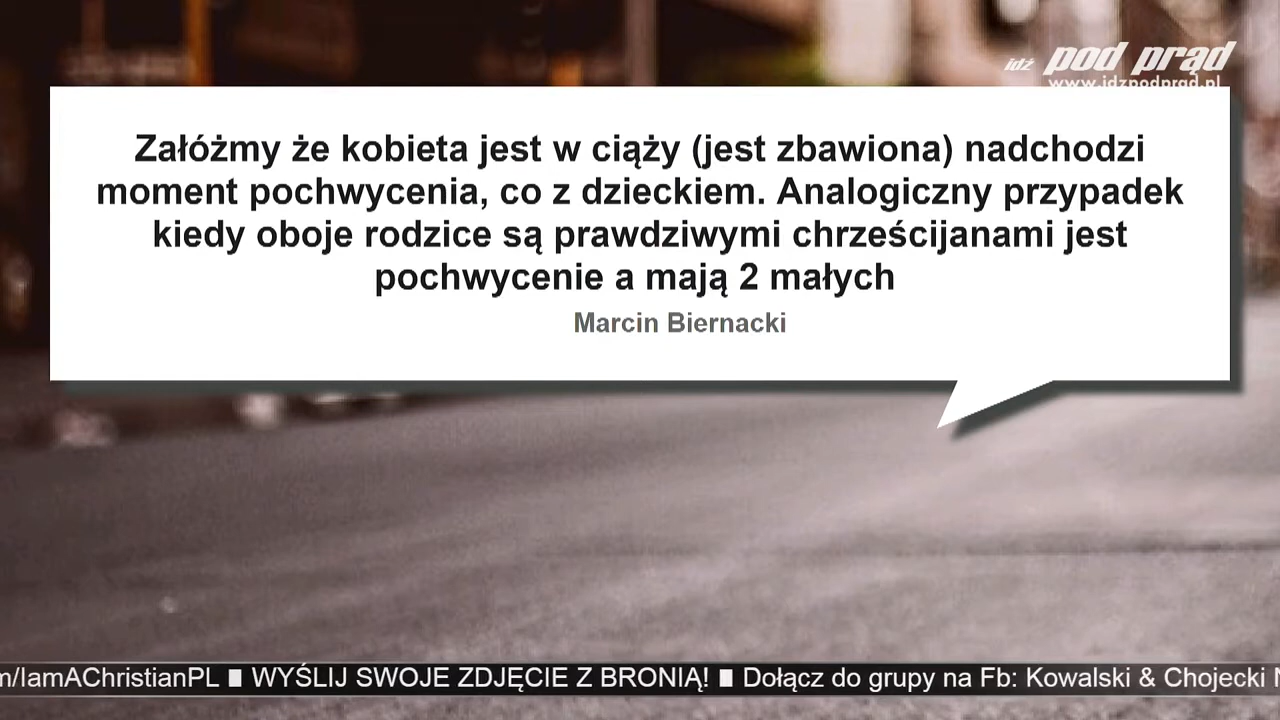 idź pod prąd
www.idzpodprad.pl
Załóżmy że kobieta jest w ciąży (jest zbawiona) nadchodzi
moment pochwycenia, co z dzieckiem. Analogiczny przypadek
kiedy oboje rodzice są prawdziwymi chrześcijanami jest
pochwycenie a mają 2 małych
Marcin Biernacki
m/IamAChristianPL ■ WYŚLIJ SWOJE ZDJĘCIE Z BRONIĄ! ■ Dołącz do grupy na Fb: Kowalski & Chojecki